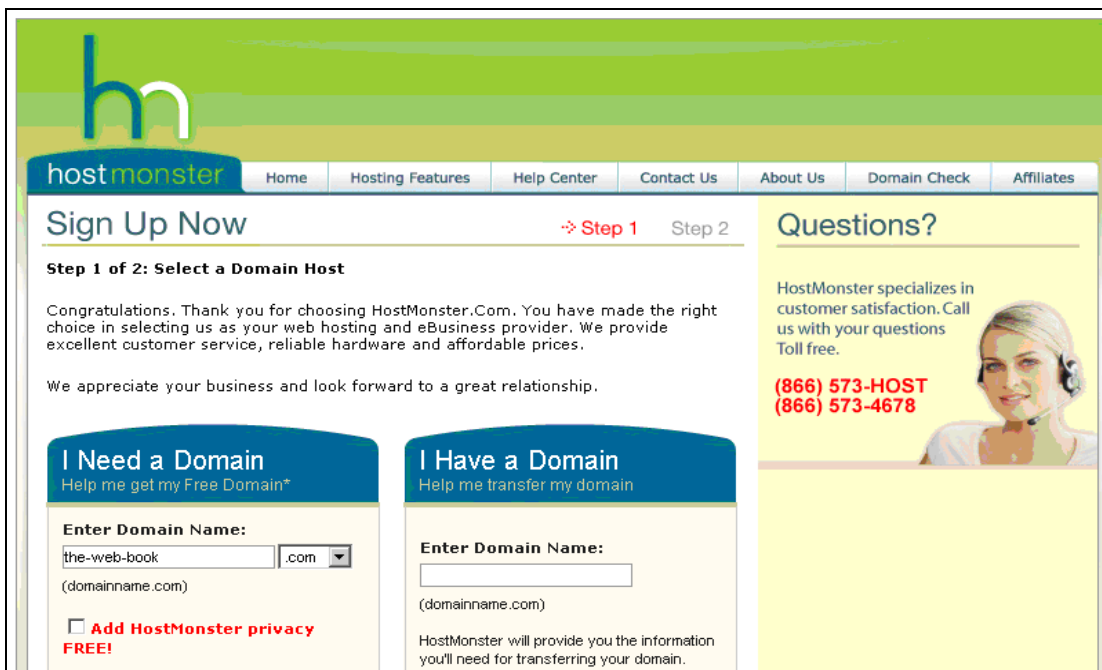 hm
hostmonster
Home Hosting Features Help Center Contact Us About Us Domain Check Affiliates
Sign Up Now
Step 1 Step 2
Step 1 of 2: Select a Domain Host
Congratulations. Thank you for choosing HostMonster.Com. You have made the right
choice in selecting us as your web hosting and eBusiness provider. We provide
excellent customer service, reliable hardware and affordable prices.
We appreciate your business and look forward to a great relationship.
I Need a Domain
Help me get my Free Domain*
Enter Domain Name:
the-web-book .com
(domainname.com)
Add HostMonster privacy
FREE!
I Have a Domain
Help me transfer my domain
Enter Domain Name:
(domainname.com)
HostMonster will provide you the information
you'll need for transferring your domain.
Questions?
HostMonster specializes in
customer satisfaction. Call
us with your questions
Toll free.
(866) 573-HOST
(866) 573-4678